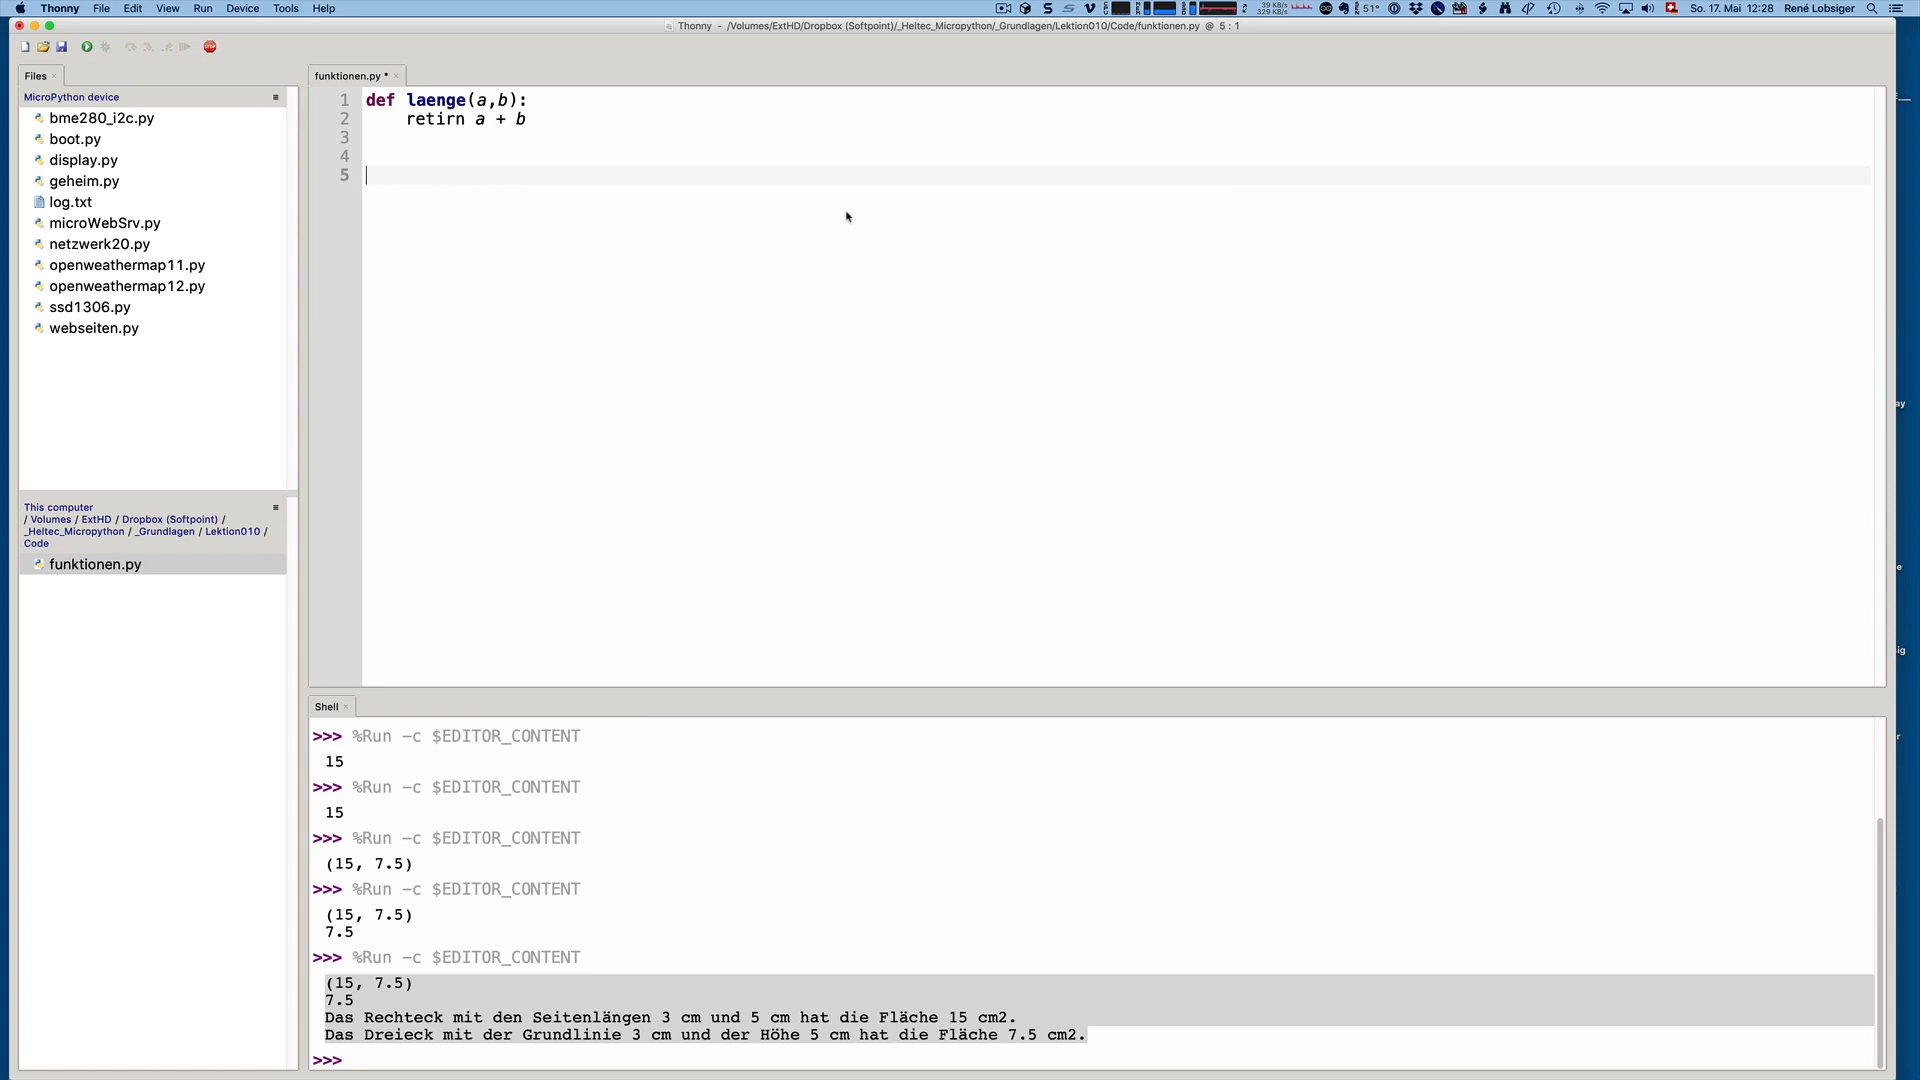 Thonny File Edit View Run Device Tools Help 39 KB/s 329 KB/s 51° So. 17. Mai 12:28 René Lobsiger
Thonny - /Volumes/ExtHD/Dropbox (Softpoint)/_Heltec_Micropython/_Grundlagen/Lektion010/Code/funktionen.py @ 5 : 1
Files
MicroPython device
bme280_i2c.py
boot.py
display.py
geheim.py
log.txt
microWebSrv.py
netzwerk20.py
openweathermap11.py
openweathermap12.py
ssd1306.py
webseiten.py
This computer
/ Volumes / ExtHD / Dropbox (Softpoint) /
_Heltec_Micropython / _Grundlagen / Lektion010 /
Code
funktionen.py
funktionen.py *
1 def laenge(a,b):
2 retirn a + b
3
4
5
Shell
>>> %Run -c $EDITOR_CONTENT
15
>>> %Run -c $EDITOR_CONTENT
15
>>> %Run -c $EDITOR_CONTENT
(15, 7.5)
>>> %Run -c $EDITOR_CONTENT
(15, 7.5)
7.5
>>> %Run -c $EDITOR_CONTENT
(15, 7.5)
7.5
Das Rechteck mit den Seitenlängen 3 cm und 5 cm hat die Fläche 15 cm2.
Das Dreieck mit der Grundlinie 3 cm und der Höhe 5 cm hat die Fläche 7.5 cm2.
>>>